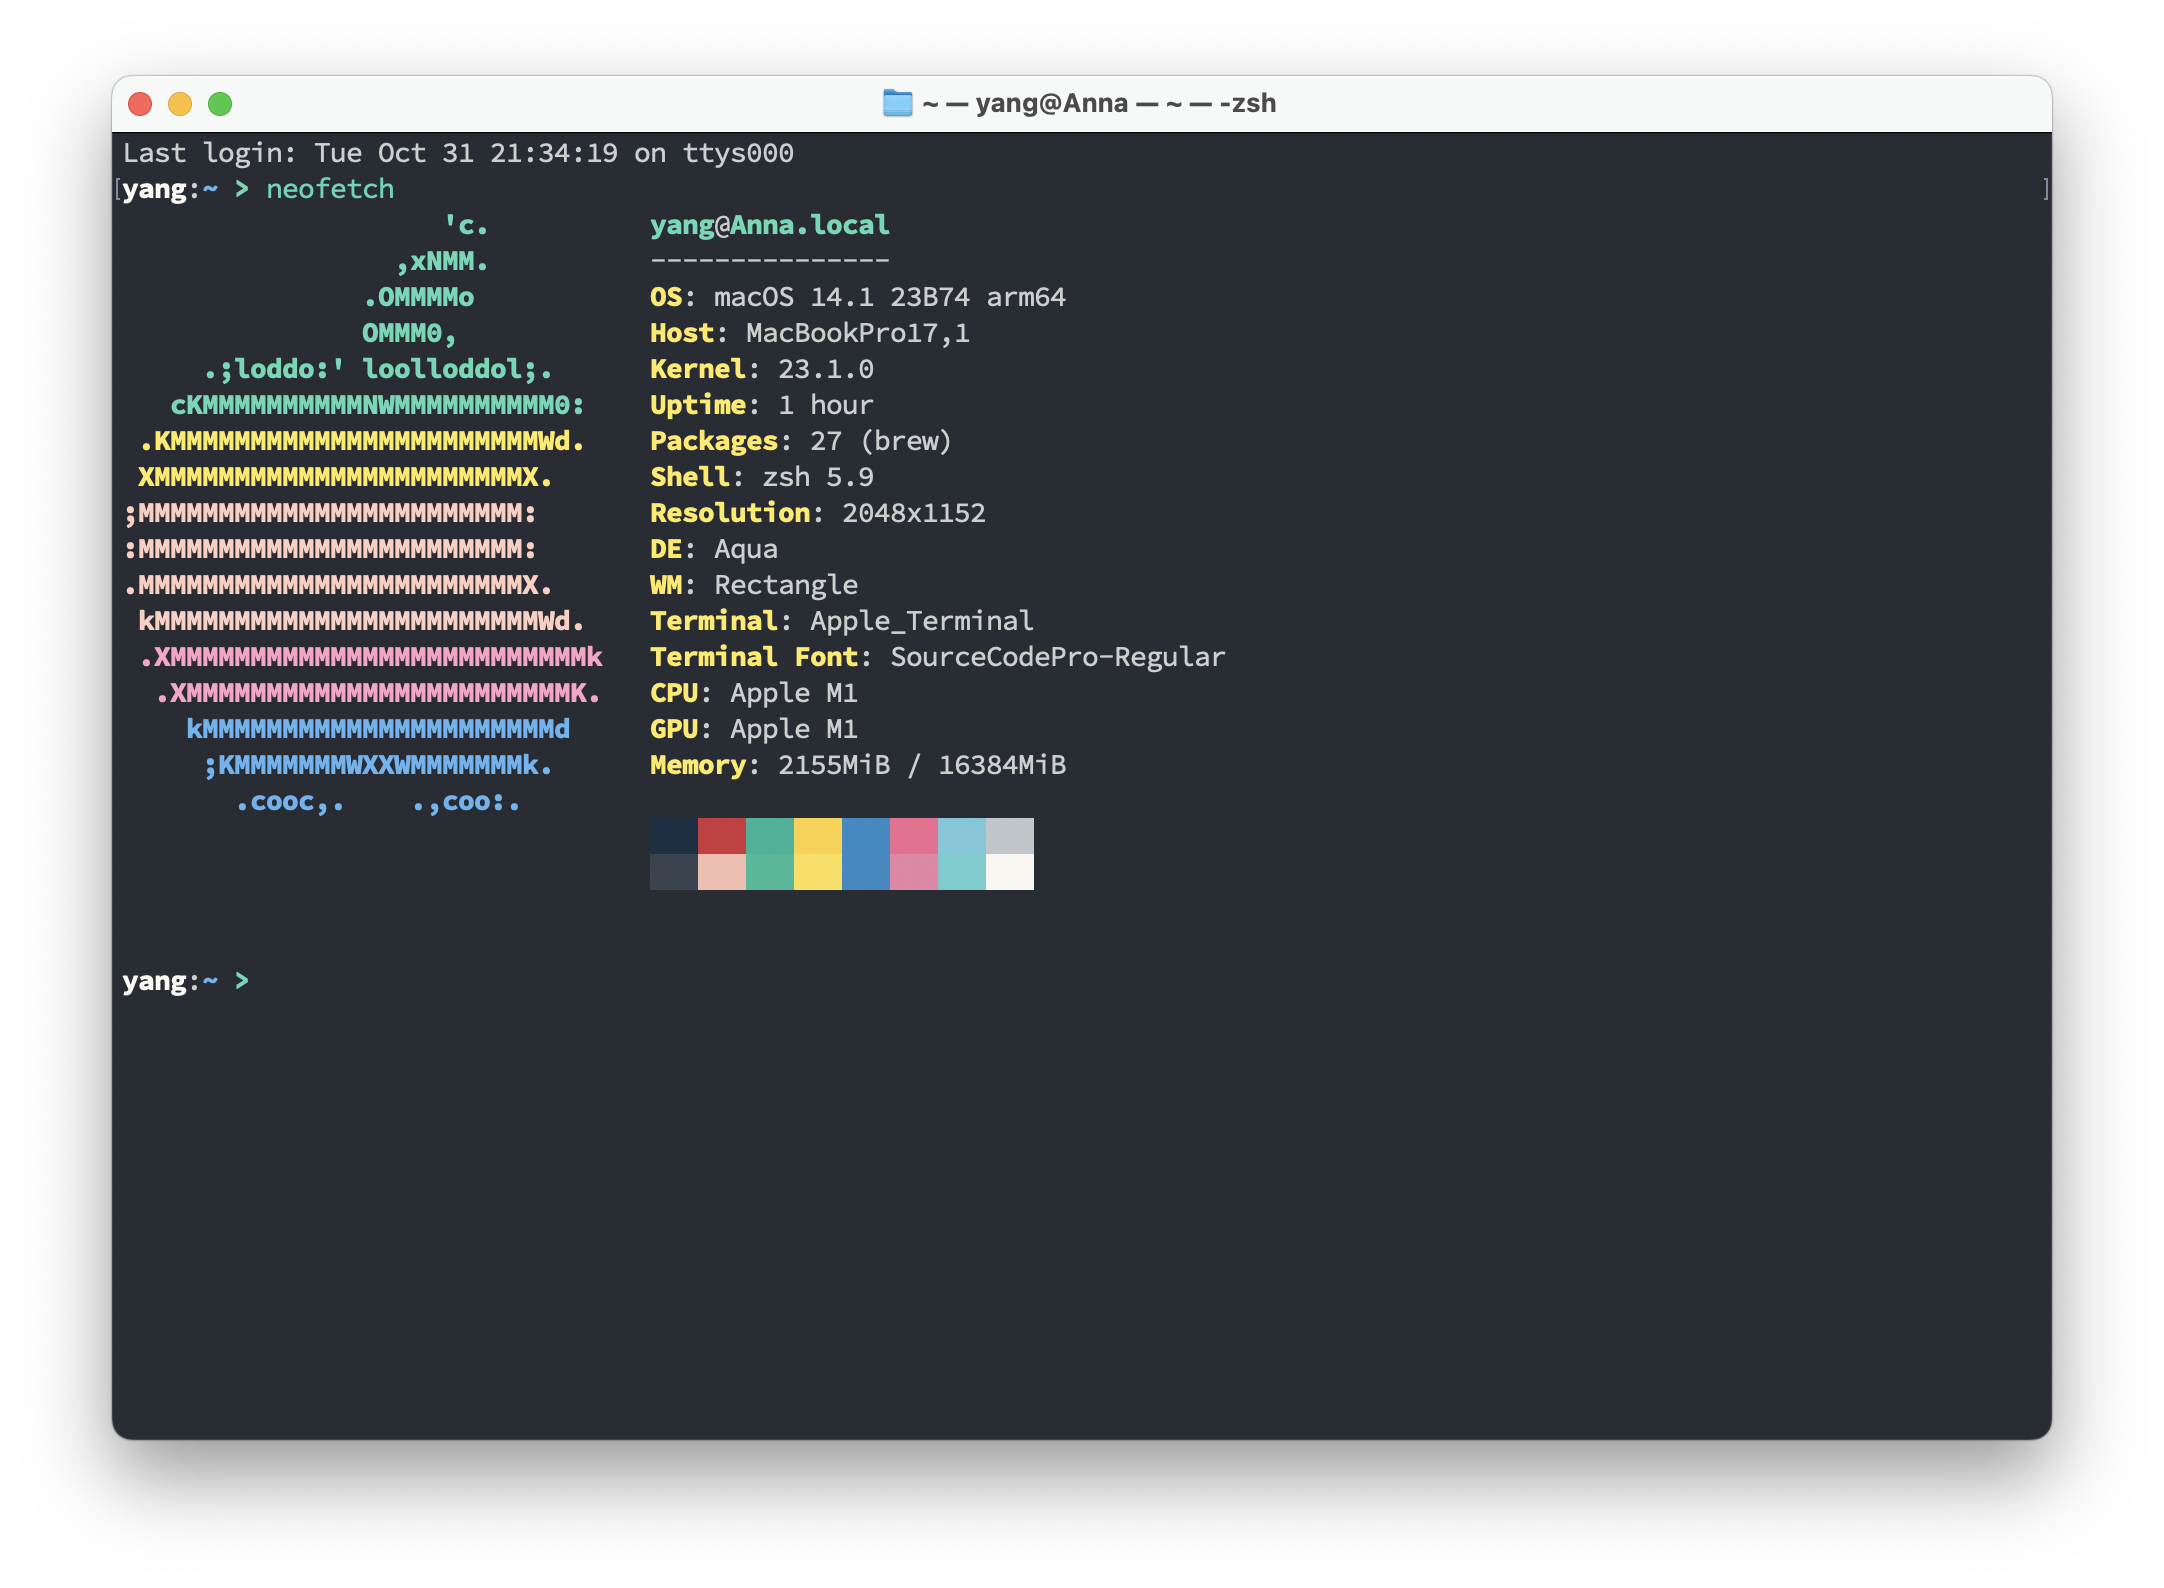 ~ — yang@Anna — ~ — -zsh
Last login: Tue Oct 31 21:34:19 on ttys000
[yang:~ > neofetch ]
'c. yang@Anna.local
,xNMM. ---------------
.OMMMMo OS: macOS 14.1 23B74 arm64
OMMM0, Host: MacBookPro17,1
.;loddo:' loolloddol;. Kernel: 23.1.0
cKMMMMMMMMMMNWMMMMMMMMMM0: Uptime: 1 hour
.KMMMMMMMMMMMMMMMMMMMMMMMWd. Packages: 27 (brew)
XMMMMMMMMMMMMMMMMMMMMMMMX. Shell: zsh 5.9
;MMMMMMMMMMMMMMMMMMMMMMMM: Resolution: 2048x1152
:MMMMMMMMMMMMMMMMMMMMMMMM: DE: Aqua
.MMMMMMMMMMMMMMMMMMMMMMMMX. WM: Rectangle
kMMMMMMMMMMMMMMMMMMMMMMMMWd. Terminal: Apple_Terminal
.XMMMMMMMMMMMMMMMMMMMMMMMMMMk Terminal Font: SourceCodePro-Regular
.XMMMMMMMMMMMMMMMMMMMMMMMMK. CPU: Apple M1
kMMMMMMMMMMMMMMMMMMMMMMd GPU: Apple M1
;KMMMMMMMWXXWMMMMMMMk. Memory: 2155MiB / 16384MiB
.cooc,. .,coo:.
yang:~ >